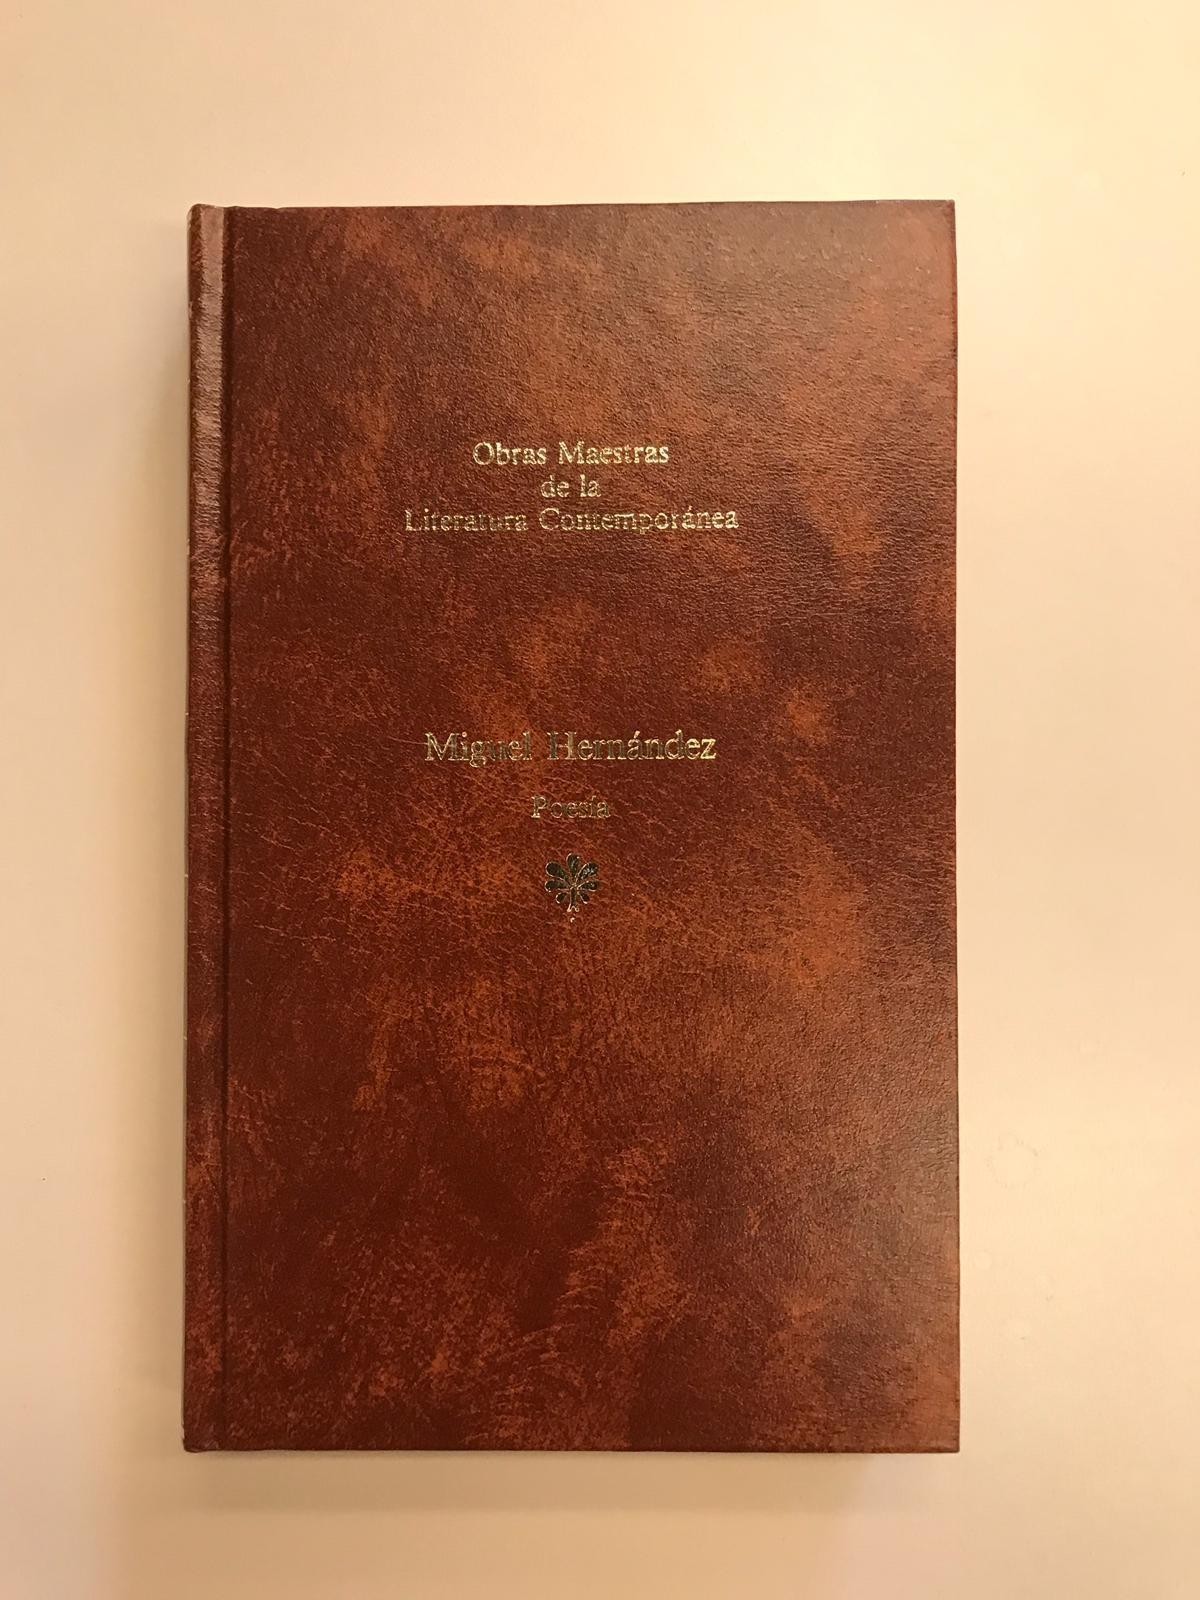 Obras Maestras
de la
Literatura Contemporánea
Miguel Hernández
Poesía